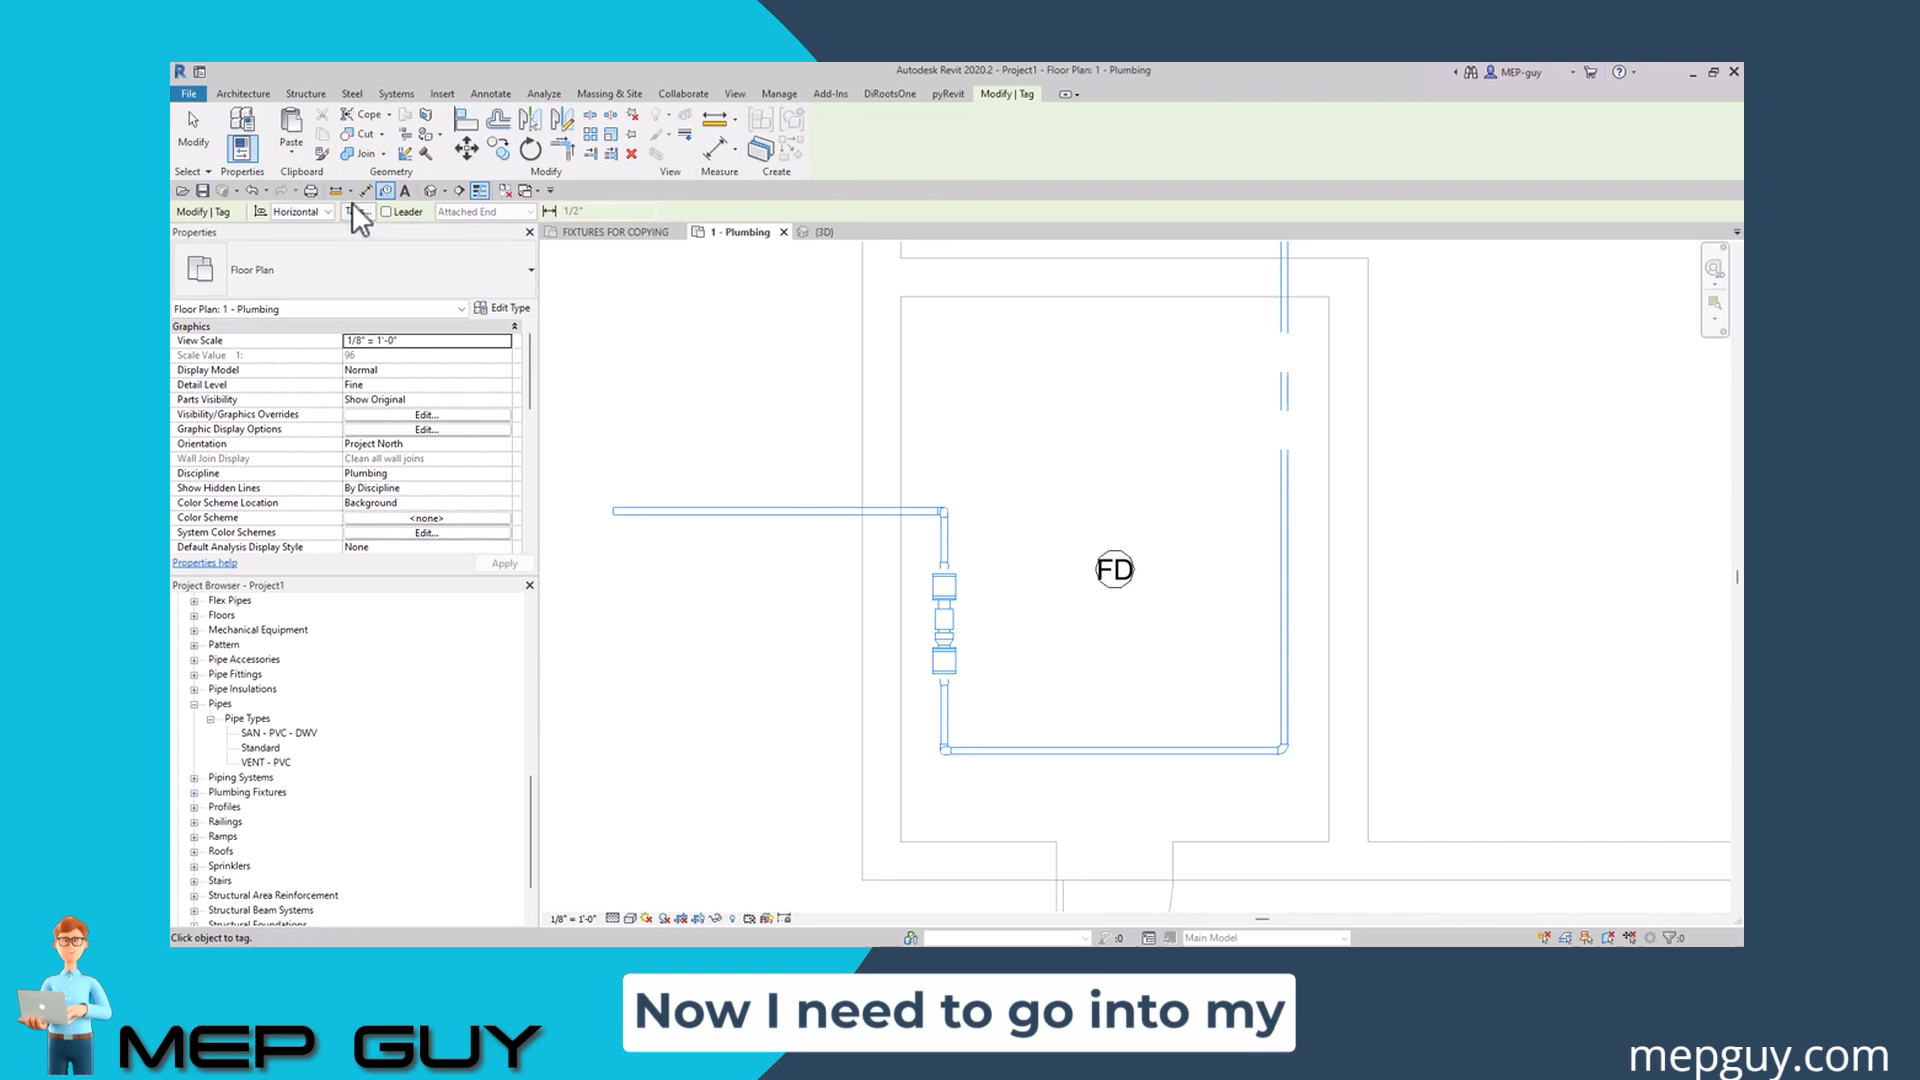 Autodesk Revit 2020.2 - Project1 - Floor Plan: 1 - Plumbing
MEP-guy
File Architecture Structure Steel Systems Insert Annotate Analyze Massing & Site Collaborate View Manage Add-Ins DiRootsOne pyRevit Modify | Tag
Cope
Cut
Join
Modify
Paste
Select Properties Clipboard Geometry Modify View Measure Create
A
Modify | Tag Horizontal Leader Attached End 1/2"
Properties
FIXTURES FOR COPYING 1 - Plumbing {3D}
Floor Plan
Floor Plan: 1 - Plumbing Edit Type
Graphics
View Scale 1/8" = 1'-0"
Scale Value 1: 96
Display Model Normal
Detail Level Fine
Parts Visibility Show Original
Visibility/Graphics Overrides Edit...
Graphic Display Options Edit...
Orientation Project North
Wall Join Display Clean all wall joins
Discipline Plumbing
Show Hidden Lines By Discipline
Color Scheme Location Background
Color Scheme <none>
System Color Schemes Edit...
Default Analysis Display Style None
Properties help Apply
FD
Project Browser - Project1
Flex Pipes
Floors
Mechanical Equipment
Pattern
Pipe Accessories
Pipe Fittings
Pipe Insulations
Pipes
Pipe Types
SAN - PVC - DWV
Standard
VENT - PVC
Piping Systems
Plumbing Fixtures
Profiles
Railings
Ramps
Roofs
Sprinklers
Stairs
Structural Area Reinforcement
Structural Beam Systems
Structural Foundations
1/8" = 1'-0"
Click object to tag.
:0 Main Model :0
Now I need to go into my
MEP GUY
mepguy.com